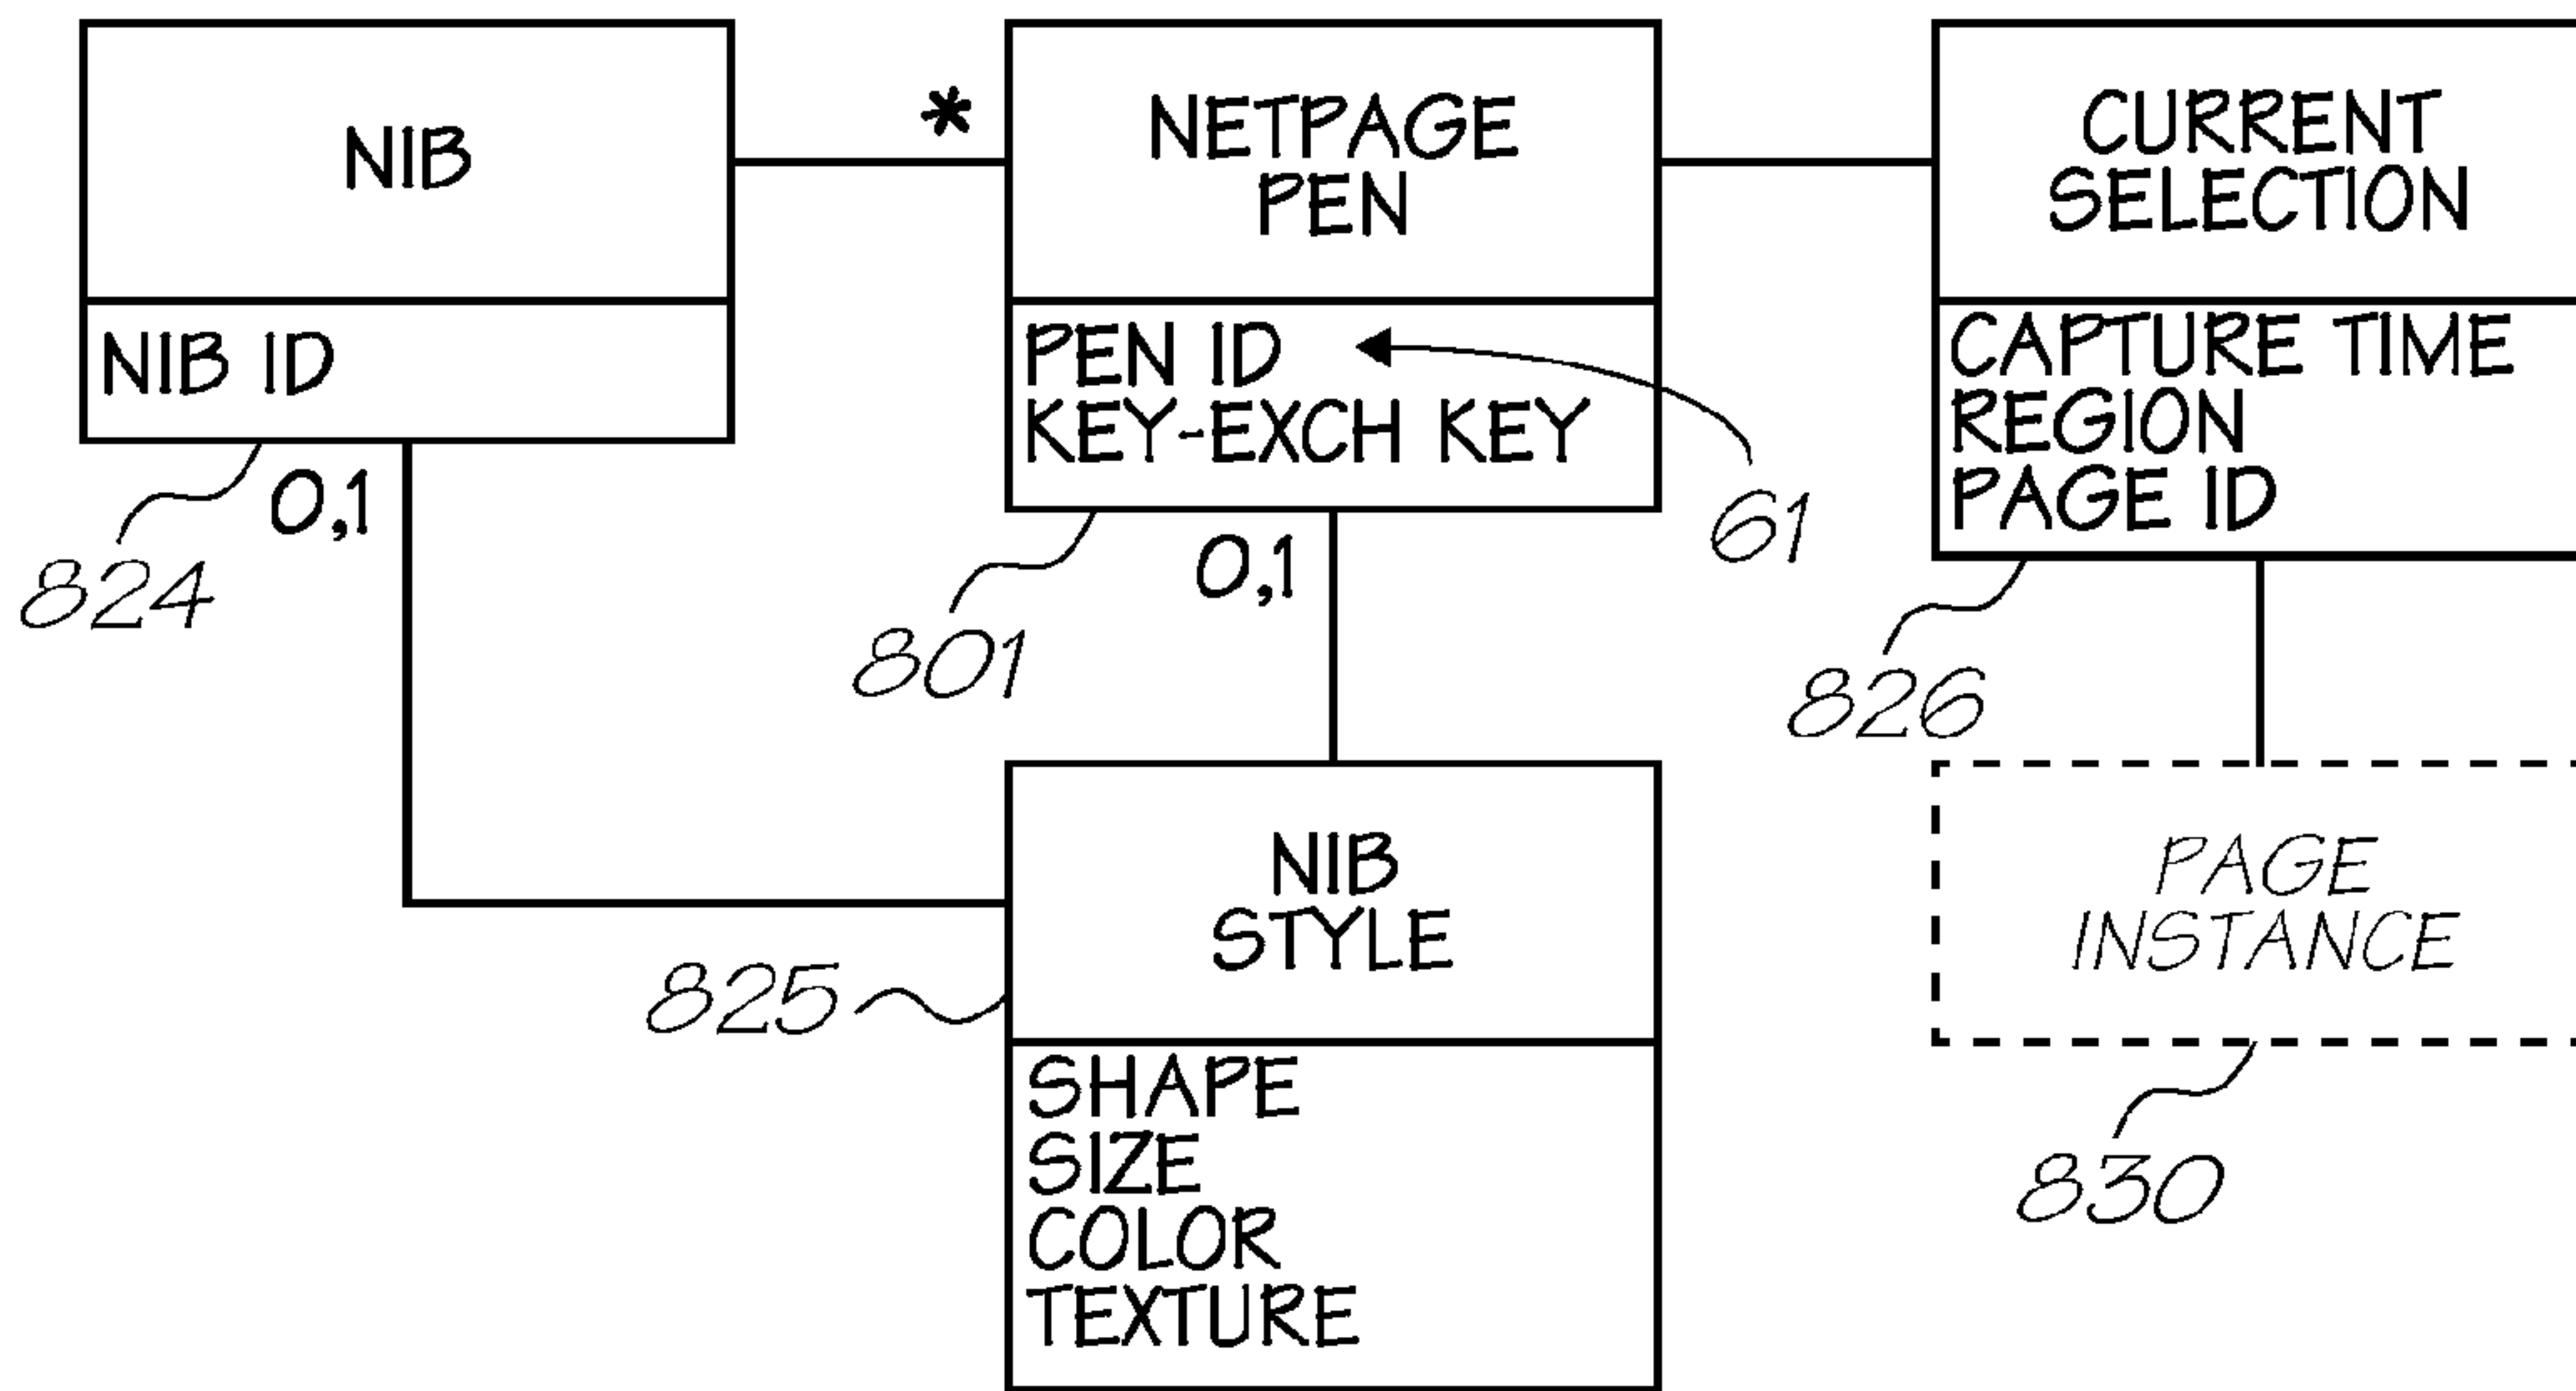 NIB
NIB ID
824
0,1
*
NETPAGE
PEN
PEN ID
KEY-EXCH KEY
61
801
0,1
CURRENT
SELECTION
CAPTURE TIME
REGION
PAGE ID
826
NIB
STYLE
825
SHAPE
SIZE
COLOR
TEXTURE
PAGE
INSTANCE
830